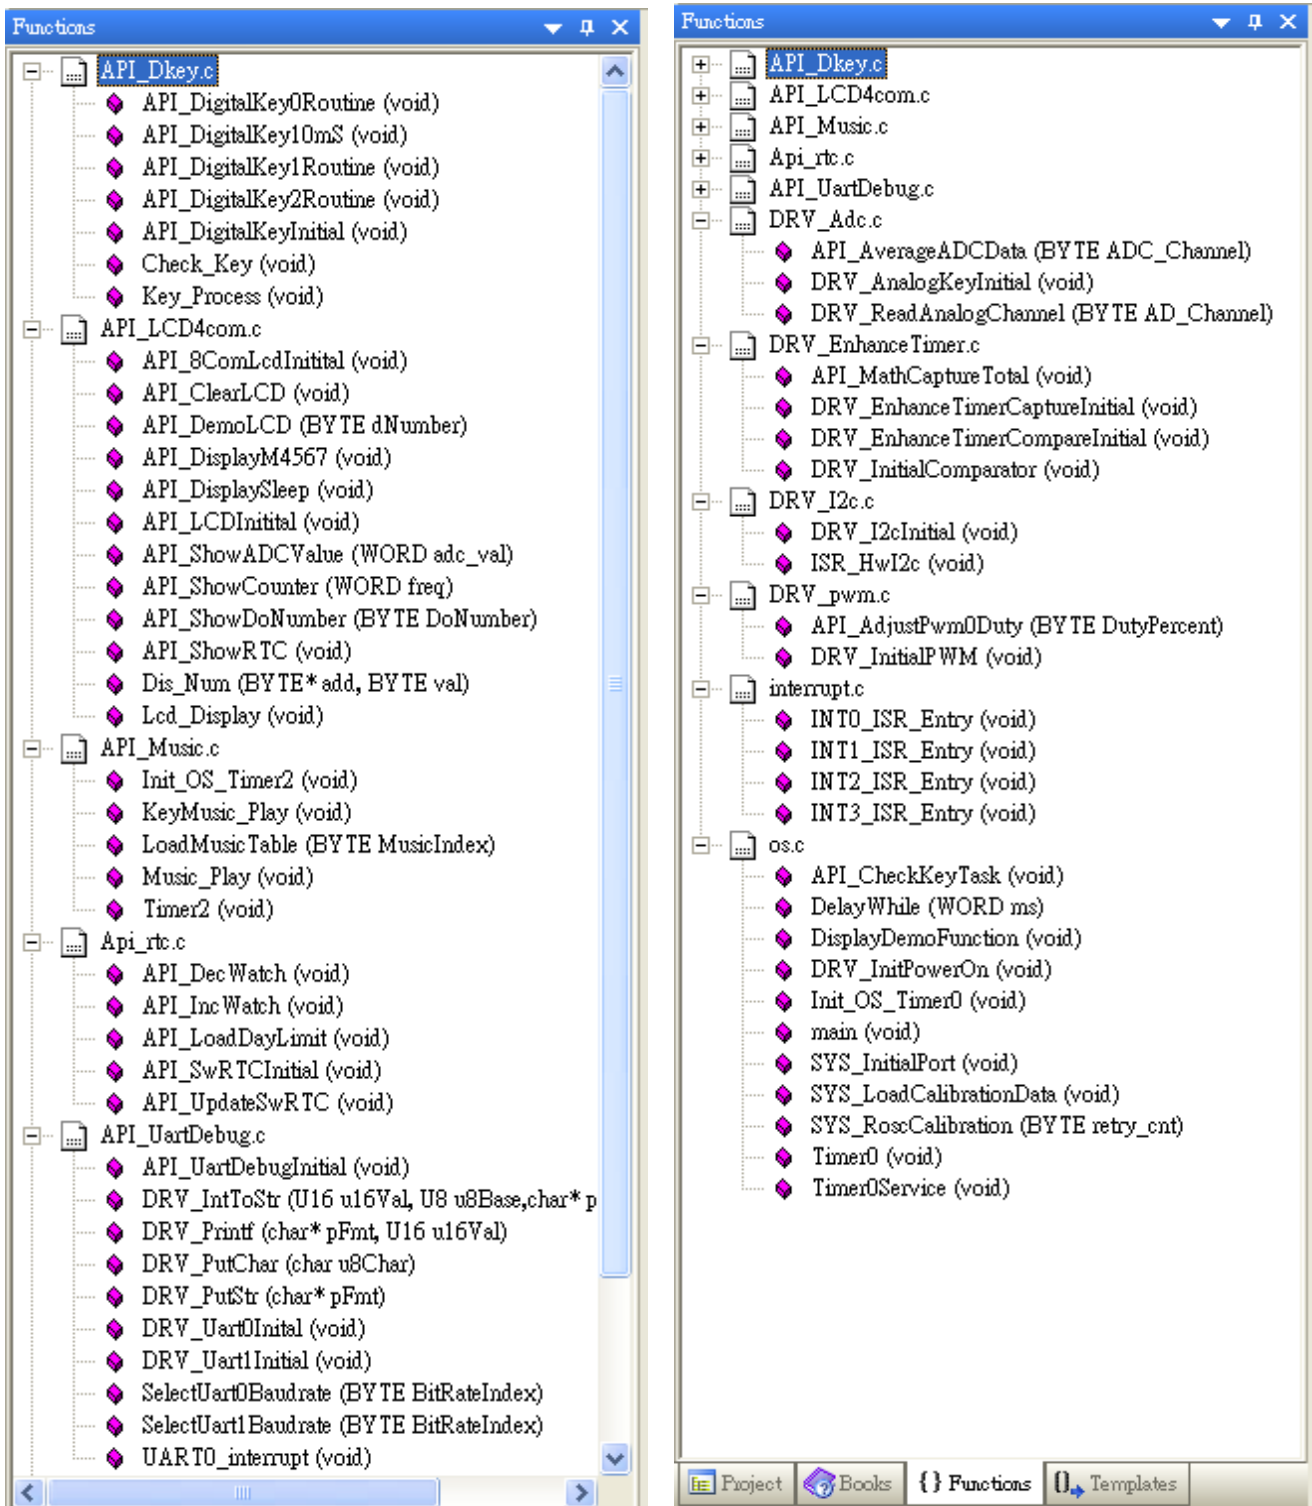 Functions
API_Dkey.c
API_DigitalKey0Routine (void)
API_DigitalKey10mS (void)
API_DigitalKey1Routine (void)
API_DigitalKey2Routine (void)
API_DigitalKeyInitial (void)
Check_Key (void)
Key_Process (void)
API_LCD4com.c
API_8ComLcdInitital (void)
API_ClearLCD (void)
API_DemoLCD (BYTE dNumber)
API_DisplayM4567 (void)
API_DisplaySleep (void)
API_LCDInitital (void)
API_ShowADCValue (WORD adc_val)
API_ShowCounter (WORD freq)
API_ShowDoNumber (BYTE DoNumber)
API_ShowRTC (void)
Dis_Num (BYTE* add, BYTE val)
Lcd_Display (void)
API_Music.c
Init_OS_Timer2 (void)
KeyMusic_Play (void)
LoadMusicTable (BYTE MusicIndex)
Music_Play (void)
Timer2 (void)
Api_rtc.c
API_DecWatch (void)
API_IncWatch (void)
API_LoadDayLimit (void)
API_SwRTCInitial (void)
API_UpdateSwRTC (void)
API_UartDebug.c
API_UartDebugInitial (void)
DRV_IntToStr (U16 u16Val, U8 u8Base,char* p
DRV_Printf (char* pFmt, U16 u16Val)
DRV_PutChar (char u8Char)
DRV_PutStr (char* pFmt)
DRV_Uart0Inital (void)
DRV_Uart1Initial (void)
SelectUart0Baudrate (BYTE BitRateIndex)
SelectUart1Baudrate (BYTE BitRateIndex)
UART0_interrupt (void)
Functions
API_Dkey.c
API_LCD4com.c
API_Music.c
Api_rtc.c
API_UartDebug.c
DRV_Adc.c
API_AverageADCData (BYTE ADC_Channel)
DRV_AnalogKeyInitial (void)
DRV_ReadAnalogChannel (BYTE AD_Channel)
DRV_EnhanceTimer.c
API_MathCaptureTotal (void)
DRV_EnhanceTimerCaptureInitial (void)
DRV_EnhanceTimerCompareInitial (void)
DRV_InitialComparator (void)
DRV_I2c.c
DRV_I2cInitial (void)
ISR_HwI2c (void)
DRV_pwm.c
API_AdjustPwm0Duty (BYTE DutyPercent)
DRV_InitialPWM (void)
interrupt.c
INT0_ISR_Entry (void)
INT1_ISR_Entry (void)
INT2_ISR_Entry (void)
INT3_ISR_Entry (void)
os.c
API_CheckKeyTask (void)
DelayWhile (WORD ms)
DisplayDemoFunction (void)
DRV_InitPowerOn (void)
Init_OS_Timer0 (void)
main (void)
SYS_InitialPort (void)
SYS_LoadCalibrationData (void)
SYS_RoscCalibration (BYTE retry_cnt)
Timer0 (void)
Timer0Service (void)
Project Books {} Functions Templates